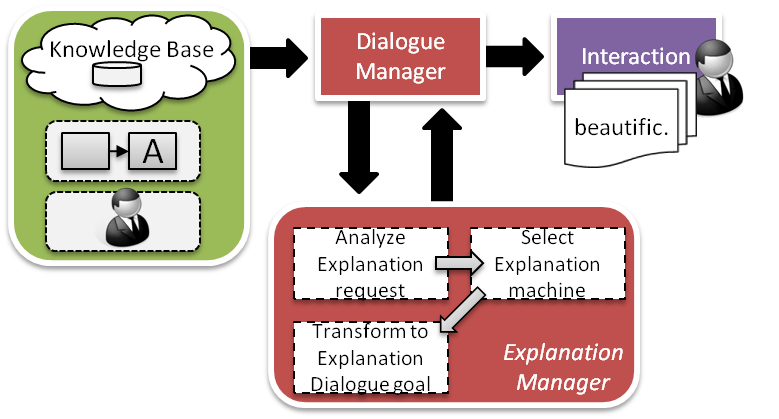 Knowledge Base
A
Dialogue
Manager
Interaction
beautific.
Analyze
Explanation
request
Select
Explanation
machine
Transform to
Explanation
Dialogue goal
Explanation
Manager